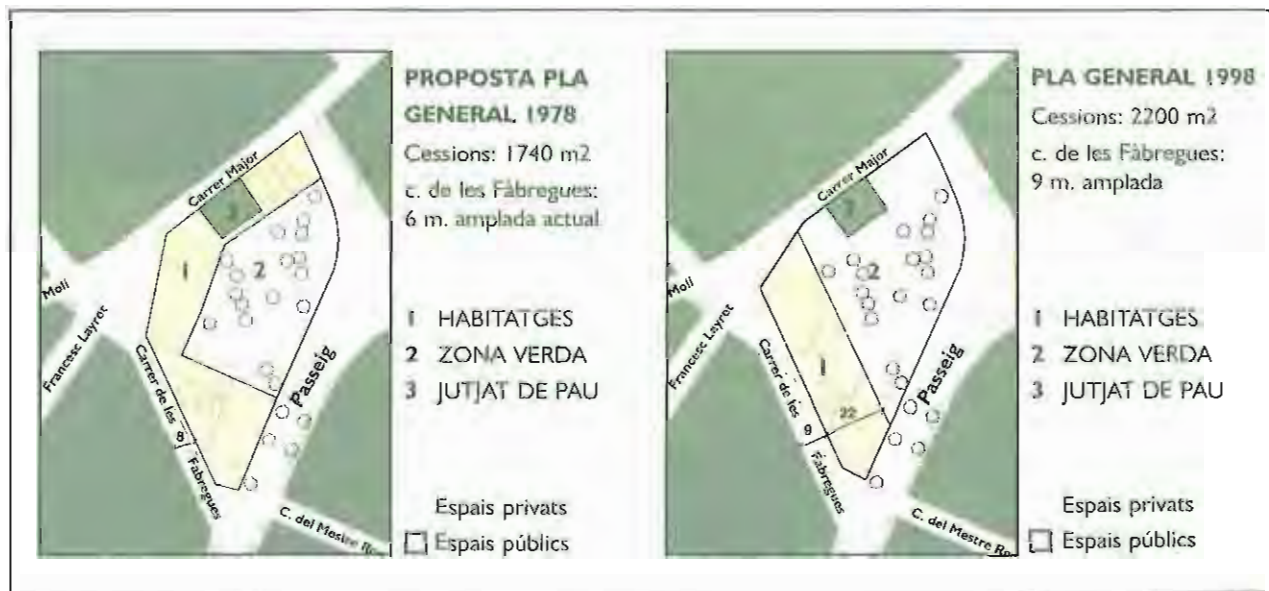 PROPOSTA PLA
GENERAL 1978
Cessions: 1740 m2
c. de les Fàbregues:
6 m. amplada actual
1 HABITATGES
2 ZONA VERDA
3 JUTJAT DE PAU
Espais privats
Espais públics
Carrer Major
3
1
2
Molí
Francesc Layret
Carrer de les
8
Fabregues
Passeig
C. del Mestre
PLA GENERAL 1998
Cessions: 2200 m2
c. de les Fàbregues:
9 m. amplada
1 HABITATGES
2 ZONA VERDA
3 JUTJAT DE PAU
Espais privats
Espais públics
Carrer Major
2
Molí
Francesc Layret
Carrer de les
1
22
9
Fabregues
Passeig
C. del Mestre